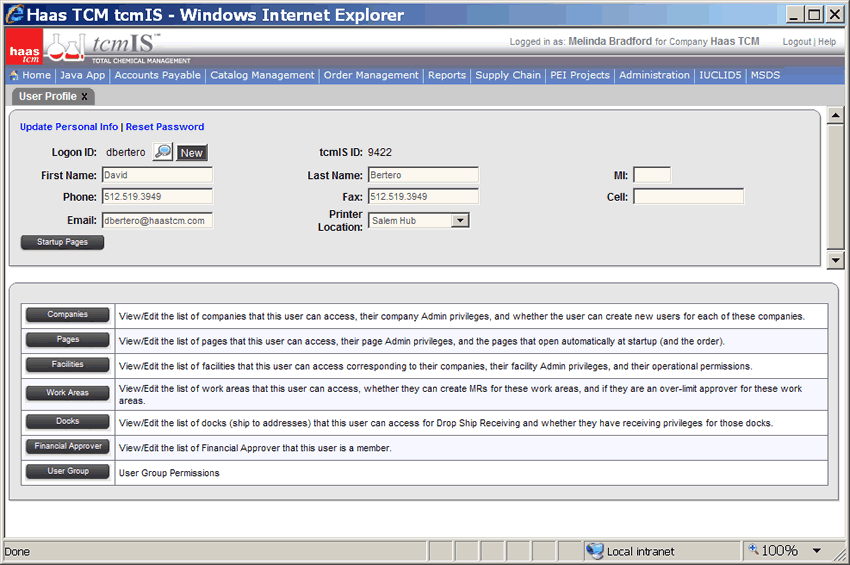 Haas TCM tcmIS - Windows Internet Explorer
haas tcm
tcmIS™
TOTAL CHEMICAL MANAGEMENT
Logged in as: Melinda Bradford for Company Haas TCM
Logout | Help
Home | Java App | Accounts Payable | Catalog Management | Order Management | Reports | Supply Chain | PEI Projects | Administration | IUCLID5 | MSDS
User Profile x
Update Personal Info | Reset Password
Logon ID: dbertero New tcmIS ID: 9422
First Name: David Last Name: Bertero MI:
Phone: 512.519.3949 Fax: 512.519.3949 Cell:
Email: dbertero@haastcm.com Printer Location: Salem Hub
Startup Pages
Companies View/Edit the list of companies that this user can access, their company Admin privileges, and whether the user can create new users for each of these companies.
Pages View/Edit the list of pages that this user can access, their page Admin privileges, and the pages that open automatically at startup (and the order).
Facilities View/Edit the list of facilities that this user can access corresponding to their companies, their facility Admin privileges, and their operational permissions.
Work Areas View/Edit the list of work areas that this user can access, whether they can create MRs for these work areas, and if they are an over-limit approver for these work
areas.
Docks View/Edit the list of docks (ship to addresses) that this user can access for Drop Ship Receiving and whether they have receiving privileges for those docks.
Financial Approver View/Edit the list of Financial Approver that this user is a member.
User Group User Group Permissions
Done Local intranet 100%